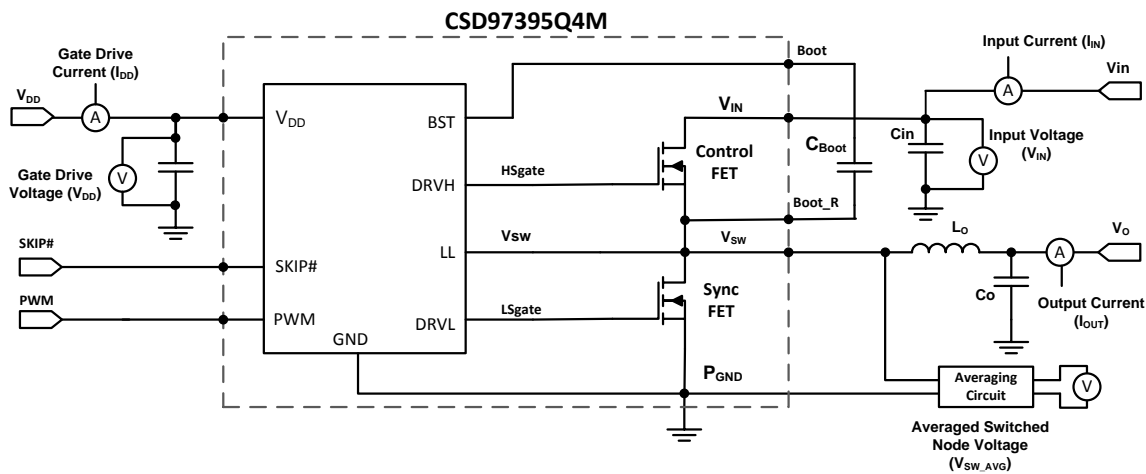 CSD97395Q4M
Gate Drive
Current (IDD)
VDD
A
V
Gate Drive
Voltage (VDD)
SKIP#
PWM
VDD
BST
DRVH
LL
SKIP#
PWM
DRVL
GND
HSgate
Vsw
LSgate
Boot
VIN
Control
FET
CBoot
Boot_R
VSW
Sync
FET
PGND
Input Current (IIN)
Vin
A
Cin
V
Input Voltage
(VIN)
LO
VO
A
Co
Output Current
(IOUT)
Averaging
Circuit
V
Averaged Switched
Node Voltage
(VSW_AVG)